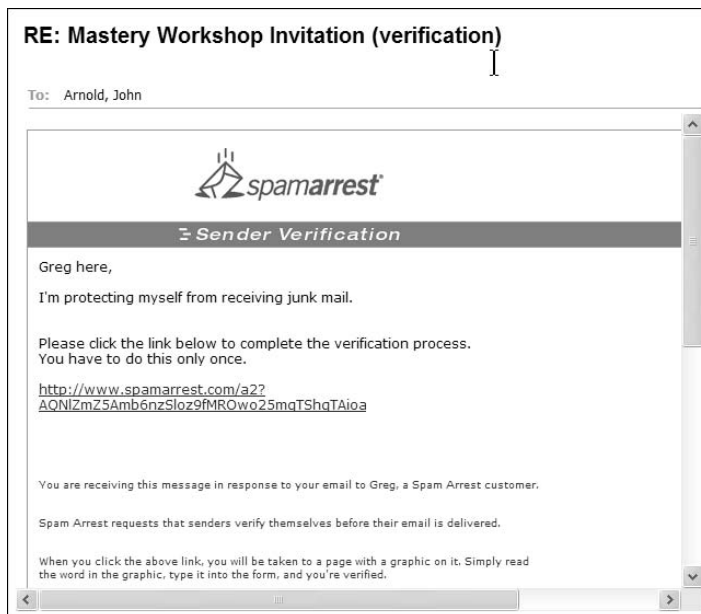 RE: Mastery Workshop Invitation (verification)
To: Arnold, John
spamarrest
Sender Verification
Greg here,
I'm protecting myself from receiving junk mail.
Please click the link below to complete the verification process.
You have to do this only once.
http://www.spamarrest.com/a2?
AQNlZmZ5Amb6nzSloz9fMROwo25mqTShqTAioa
You are receiving this message in response to your email to Greg, a Spam Arrest customer.
Spam Arrest requests that senders verify themselves before their email is delivered.
When you click the above link, you will be taken to a page with a graphic on it. Simply read
the word in the graphic, type it into the form, and you're verified.